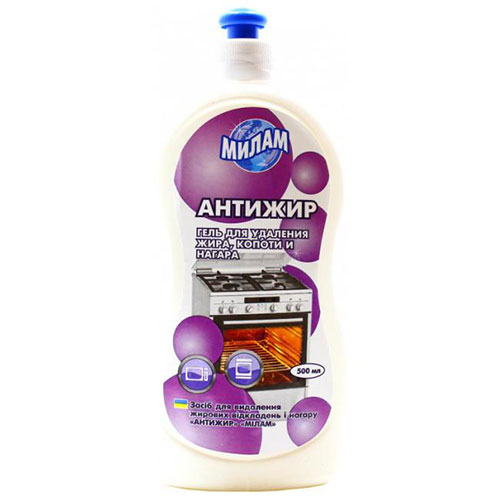 МИЛАМ
АНТИЖИР
ГЕЛЬ ДЛЯ УДАЛЕНИЯ
ЖИРА, КОПОТИ И
НАГАРА
500 мл
Засіб для видалення
жирових відкладень і нагару
«АНТИЖИР» «МІЛАМ»